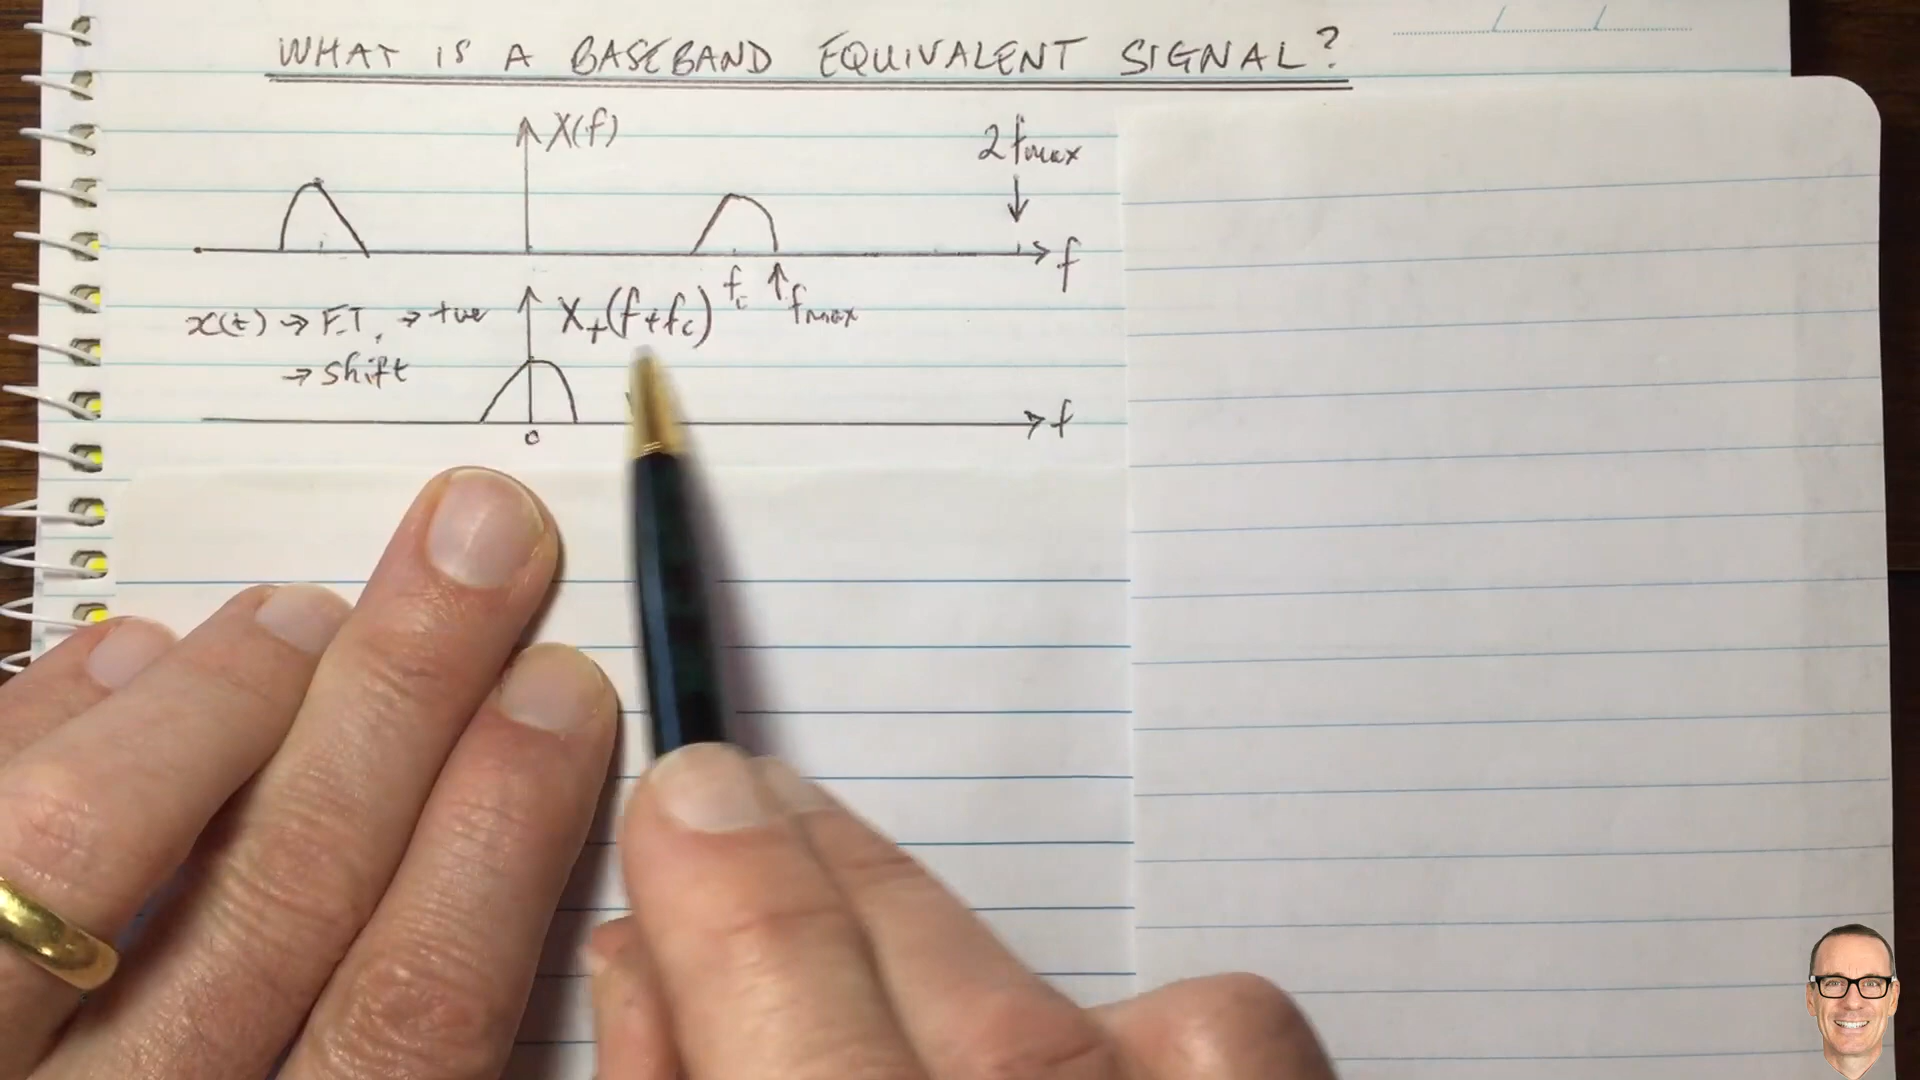 WHAT IS A BASEBAND EQUIVALENT SIGNAL?
X(f)
2fmax
f
fc
fmax
x(t) → F.T. → +ve
→ shift
X+(f+fc)
f
0